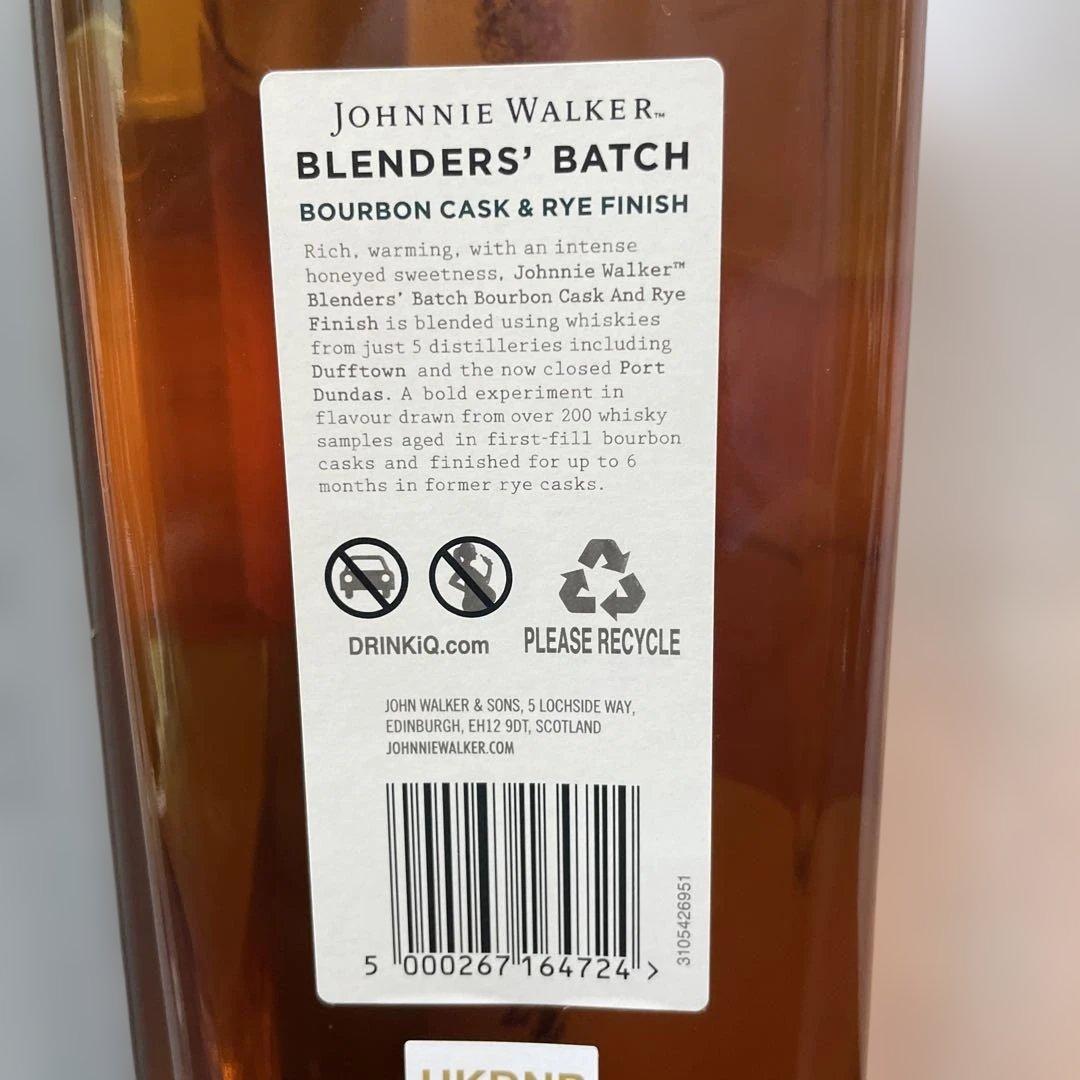 JOHNNIE WALKER™
BLENDERS' BATCH
BOURBON CASK & RYE FINISH
Rich, warming, with an intense
honeyed sweetness, Johnnie Walker™
Blenders' Batch Bourbon Cask And Rye
Finish is blended using whiskies
from just 5 distilleries including
Dufftown and the now closed Port
Dundas. A bold experiment in
flavour drawn from over 200 whisky
samples aged in first-fill bourbon
casks and finished for up to 6
months in former rye casks.
DRINKiQ.com
PLEASE RECYCLE
JOHN WALKER & SONS, 5 LOCHSIDE WAY,
EDINBURGH, EH12 9DT, SCOTLAND
JOHNNIEWALKER.COM
5 000267 164724 >
3105426951